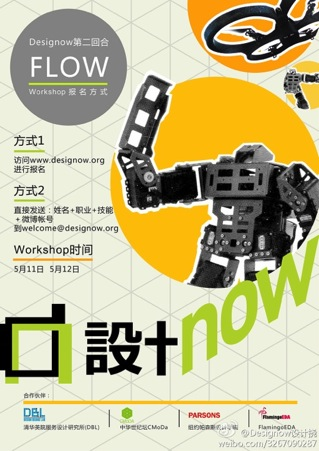 Designow第二回合
FLOW
Workshop 报名方式
方式1
访问www.designow.org
进行报名
方式2
直接发送：姓名+职业+技能
+微博帐号
到welcome@designow.org
Workshop时间
5月11日 5月12日
設计now
合作伙伴：
DBL
PARSONS
FlamingoEDA
清华美院服务设计研究所(DBL)
中华世纪坛CMoDa
纽约帕森斯设计学院
FlamingoEDA
@Designow设计挠
weibo.com/3267090287